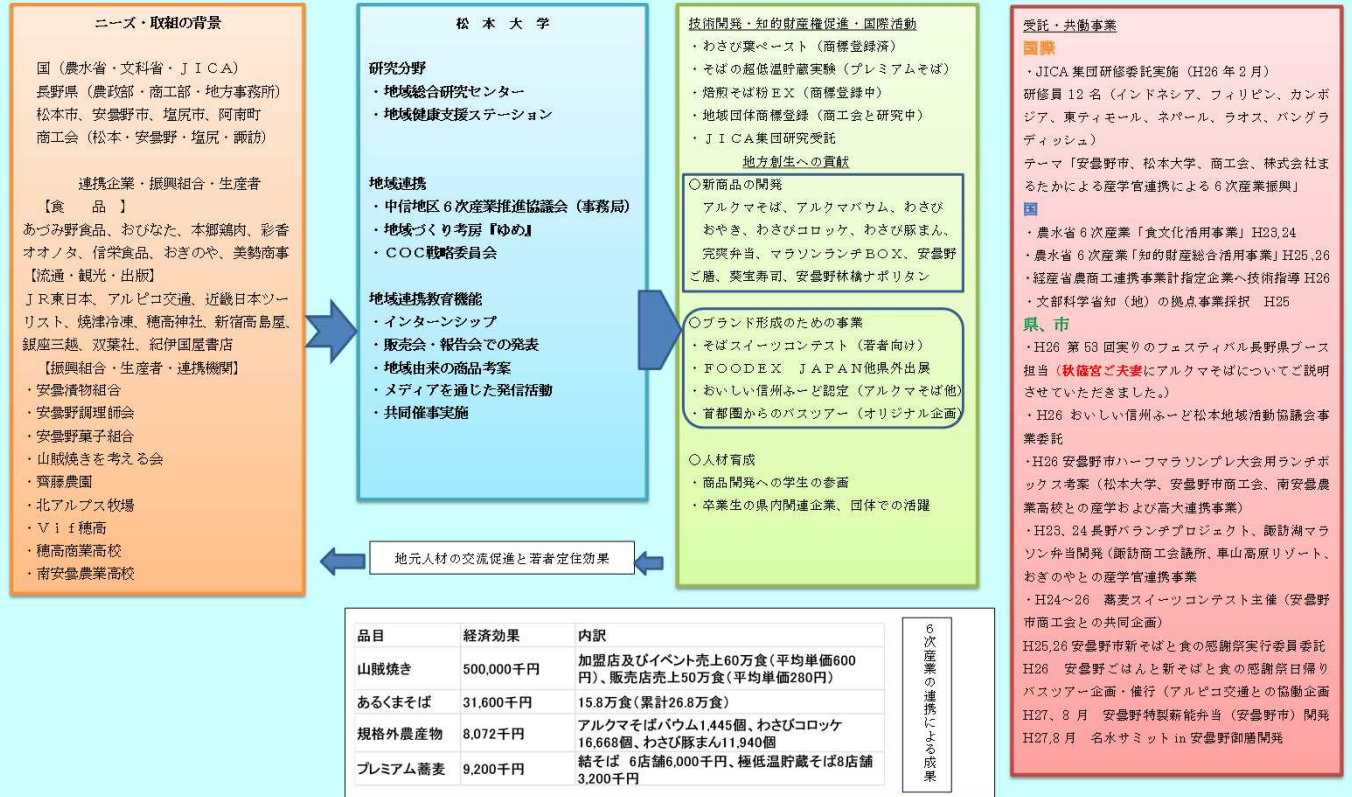 ニーズ・取組の背景
国（農水省・文科省・ＪＩＣＡ）
長野県（農政部・商工部・地方事務所）
松本市、安曇野市、塩尻市、阿南町
商工会（松本・安曇野・塩尻・諏訪）
連携企業・振興組合・生産者
【食　品　】
あづみ野食品、おびなた、本郷鶏肉、彩香
オオノタ、信栄食品、おぎのや、美勢商事
【流通・観光・出版】
ＪＲ東日本、アルピコ交通、近畿日本ツー
リスト、焼津冷凍、穂高神社、新宿高島屋、
銀座三越、双葉社、紀伊国屋書店
【振興組合・生産者・連携機関】
・安曇漬物組合
・安曇野調理師会
・安曇野菓子組合
・山賊焼きを考える会
・齊藤農園
・北アルプス牧場
・Ｖｉｆ穂高
・穂高商業高校
・南安曇農業高校
松　本　大　学
研究分野
・地域総合研究センター
・地域健康支援ステーション
地域連携
・中信地区６次産業推進協議会（事務局）
・地域づくり考房『ゆめ』
・ＣＯＣ戦略委員会
地域連携教育機能
・インターンシップ
・販売会・報告会での発表
・地域由来の商品考案
・メディアを通じた発信活動
・共同催事実施
技術開発・知的財産権促進・国際活動
・わさび葉ペースト（商標登録済）
・そばの超低温貯蔵実験（プレミアムそば）
・焙煎そば粉ＥＸ（商標登録中）
・地域団体商標登録（商工会と研究中）
・ＪＩＣＡ集団研究受託
地方創生への貢献
○新商品の開発
アルクマそば、アルクマバウム、わさび
おやき、わさびコロッケ、わさび豚まん、
完爽弁当、マラソンランチＢＯＸ、安曇野
ご膳、葵宝寿司、安曇野林檎ナポリタン
○ブランド形成のための事業
・そばスイーツコンテスト（若者向け）
・ＦＯＯＤＥＸ　ＪＡＰＡＮ他県外出展
・おいしい信州ふーど認定（アルクマそば他）
・首都圏からのバスツアー（オリジナル企画）
○人材育成
・商品開発への学生の参画
・卒業生の県内関連企業、団体での活躍
地元人材の交流促進と若者定住効果
受託・共働事業
国際
・JICA 集団研修委託実施（H26 年 2 月）
研修員 12 名（インドネシア、フィリピン、カンボ
ジア、東ティモール、ネパール、ラオス、バングラ
ディッシュ）
テーマ「安曇野市、松本大学、商工会、株式会社ま
るたかによる産学官連携による 6 次産業振興」
国
・農水省 6 次産業「食文化活用事業」H23,24
・農水省 6 次産業「知的財産総合活用事業」H25,26
・経産省農商工連携事業計指定企業へ技術指導 H26
・文部科学省知（地）の拠点事業採択　H25
県、市
・H26 第 53 回実りのフェスティバル長野県ブース
担当（秋篠宮ご夫妻にアルクマそばについてご説明
させていただきました。）
・H26 おいしい信州ふーど松本地域活動協議会事
業委託
・H26 安曇野市ハーフマラソンプレ大会用ランチボ
ックス考案（松本大学、安曇野市商工会、南安曇農
業高校との産学および高大連携事業）
・H23、24 長野バランチプロジェクト、諏訪湖マラ
ソン弁当開発（諏訪商工会議所、車山高原リゾート、
おぎのやとの産学官連携事業
・H24～26　蕎麦スイーツコンテスト主催（安曇野
市商工会との共同企画）
H25,26 安曇野市新そばと食の感謝祭実行委員委託
H26　安曇野ごはんと新そばと食の感謝祭日帰り
バスツアー企画・催行（アルピコ交通との協働企画
H27、8 月　安曇野特製薪能弁当（安曇野市）開発
H27,8 月　名水サミット in 安曇野御膳開発
品目　経済効果　内訳
山賊焼き　500,000千円　加盟店及びイベント売上60万食（平均単価600
円）、販売店売上50万食（平均単価280円）
あるくまそば　31,600千円　15.8万食（累計26.8万食）
規格外農産物　8,072千円　アルクマそばバウム1,445個、わさびコロッケ
16,668個、わさび豚まん11,940個
プレミアム蕎麦　9,200千円　結そば　6店舗6,000千円、極低温貯蔵そば8店舗
3,200千円
６次産業の連携による成果